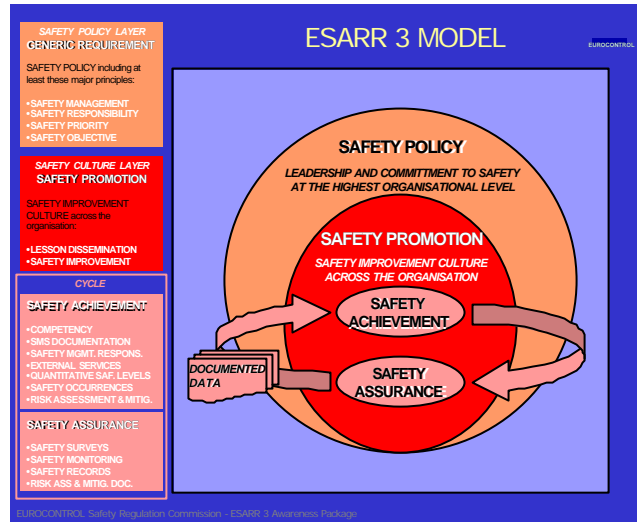 ESARR 3 MODEL
EUROCONTROL
SAFETY POLICY LAYER
GENERIC REQUIREMENT
SAFETY POLICY including at
least these major principles:
•SAFETY MANAGEMENT
•SAFETY RESPONSIBILITY
•SAFETY PRIORITY
•SAFETY OBJECTIVE
SAFETY CULTURE LAYER
SAFETY PROMOTION
SAFETY IMPROVEMENT
CULTURE across the
organisation:
•LESSON DISSEMINATION
•SAFETY IMPROVEMENT
CYCLE
SAFETY ACHIEVEMENT
•COMPETENCY
•SMS DOCUMENTATION
•SAFETY MGMT. RESPONS.
•EXTERNAL SERVICES
•QUANTITATIVE SAF. LEVELS
•SAFETY OCCURRENCES
•RISK ASSESSMENT & MITIG.
SAFETY ASSURANCE
•SAFETY SURVEYS
•SAFETY MONITORING
•SAFETY RECORDS
•RISK ASS & MITIG. DOC.
SAFETY POLICY
LEADERSHIP AND COMMITMENT TO SAFETY
AT THE HIGHEST ORGANISATIONAL LEVEL
SAFETY PROMOTION
SAFETY IMPROVEMENT CULTURE
ACROSS THE ORGANISATION
SAFETY
ACHIEVEMENT
DOCUMENTED
DATA
SAFETY
ASSURANCE
EUROCONTROL Safety Regulation Commission - ESARR 3 Awareness Package